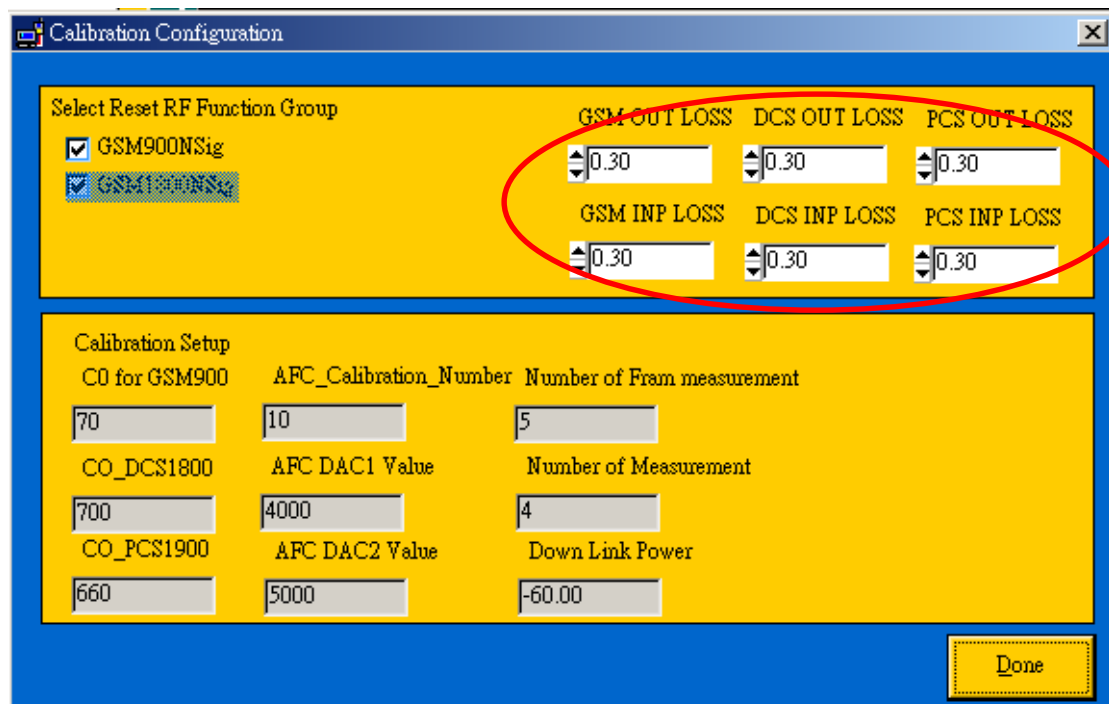 Calibration Configuration
Select Reset RF Function Group
GSM900NSig
GSM1800NSig
GSM OUT LOSS DCS OUT LOSS PCS OUT LOSS
0.30 0.30 0.30
GSM INP LOSS DCS INP LOSS PCS INP LOSS
0.30 0.30 0.30
Calibration Setup
C0 for GSM900 AFC_Calibration_Number Number of Fram measurement
70 10 5
CO_DCS1800 AFC DAC1 Value Number of Measurement
700 4000 4
CO_PCS1900 AFC DAC2 Value Down Link Power
660 5000 -60.00
Done